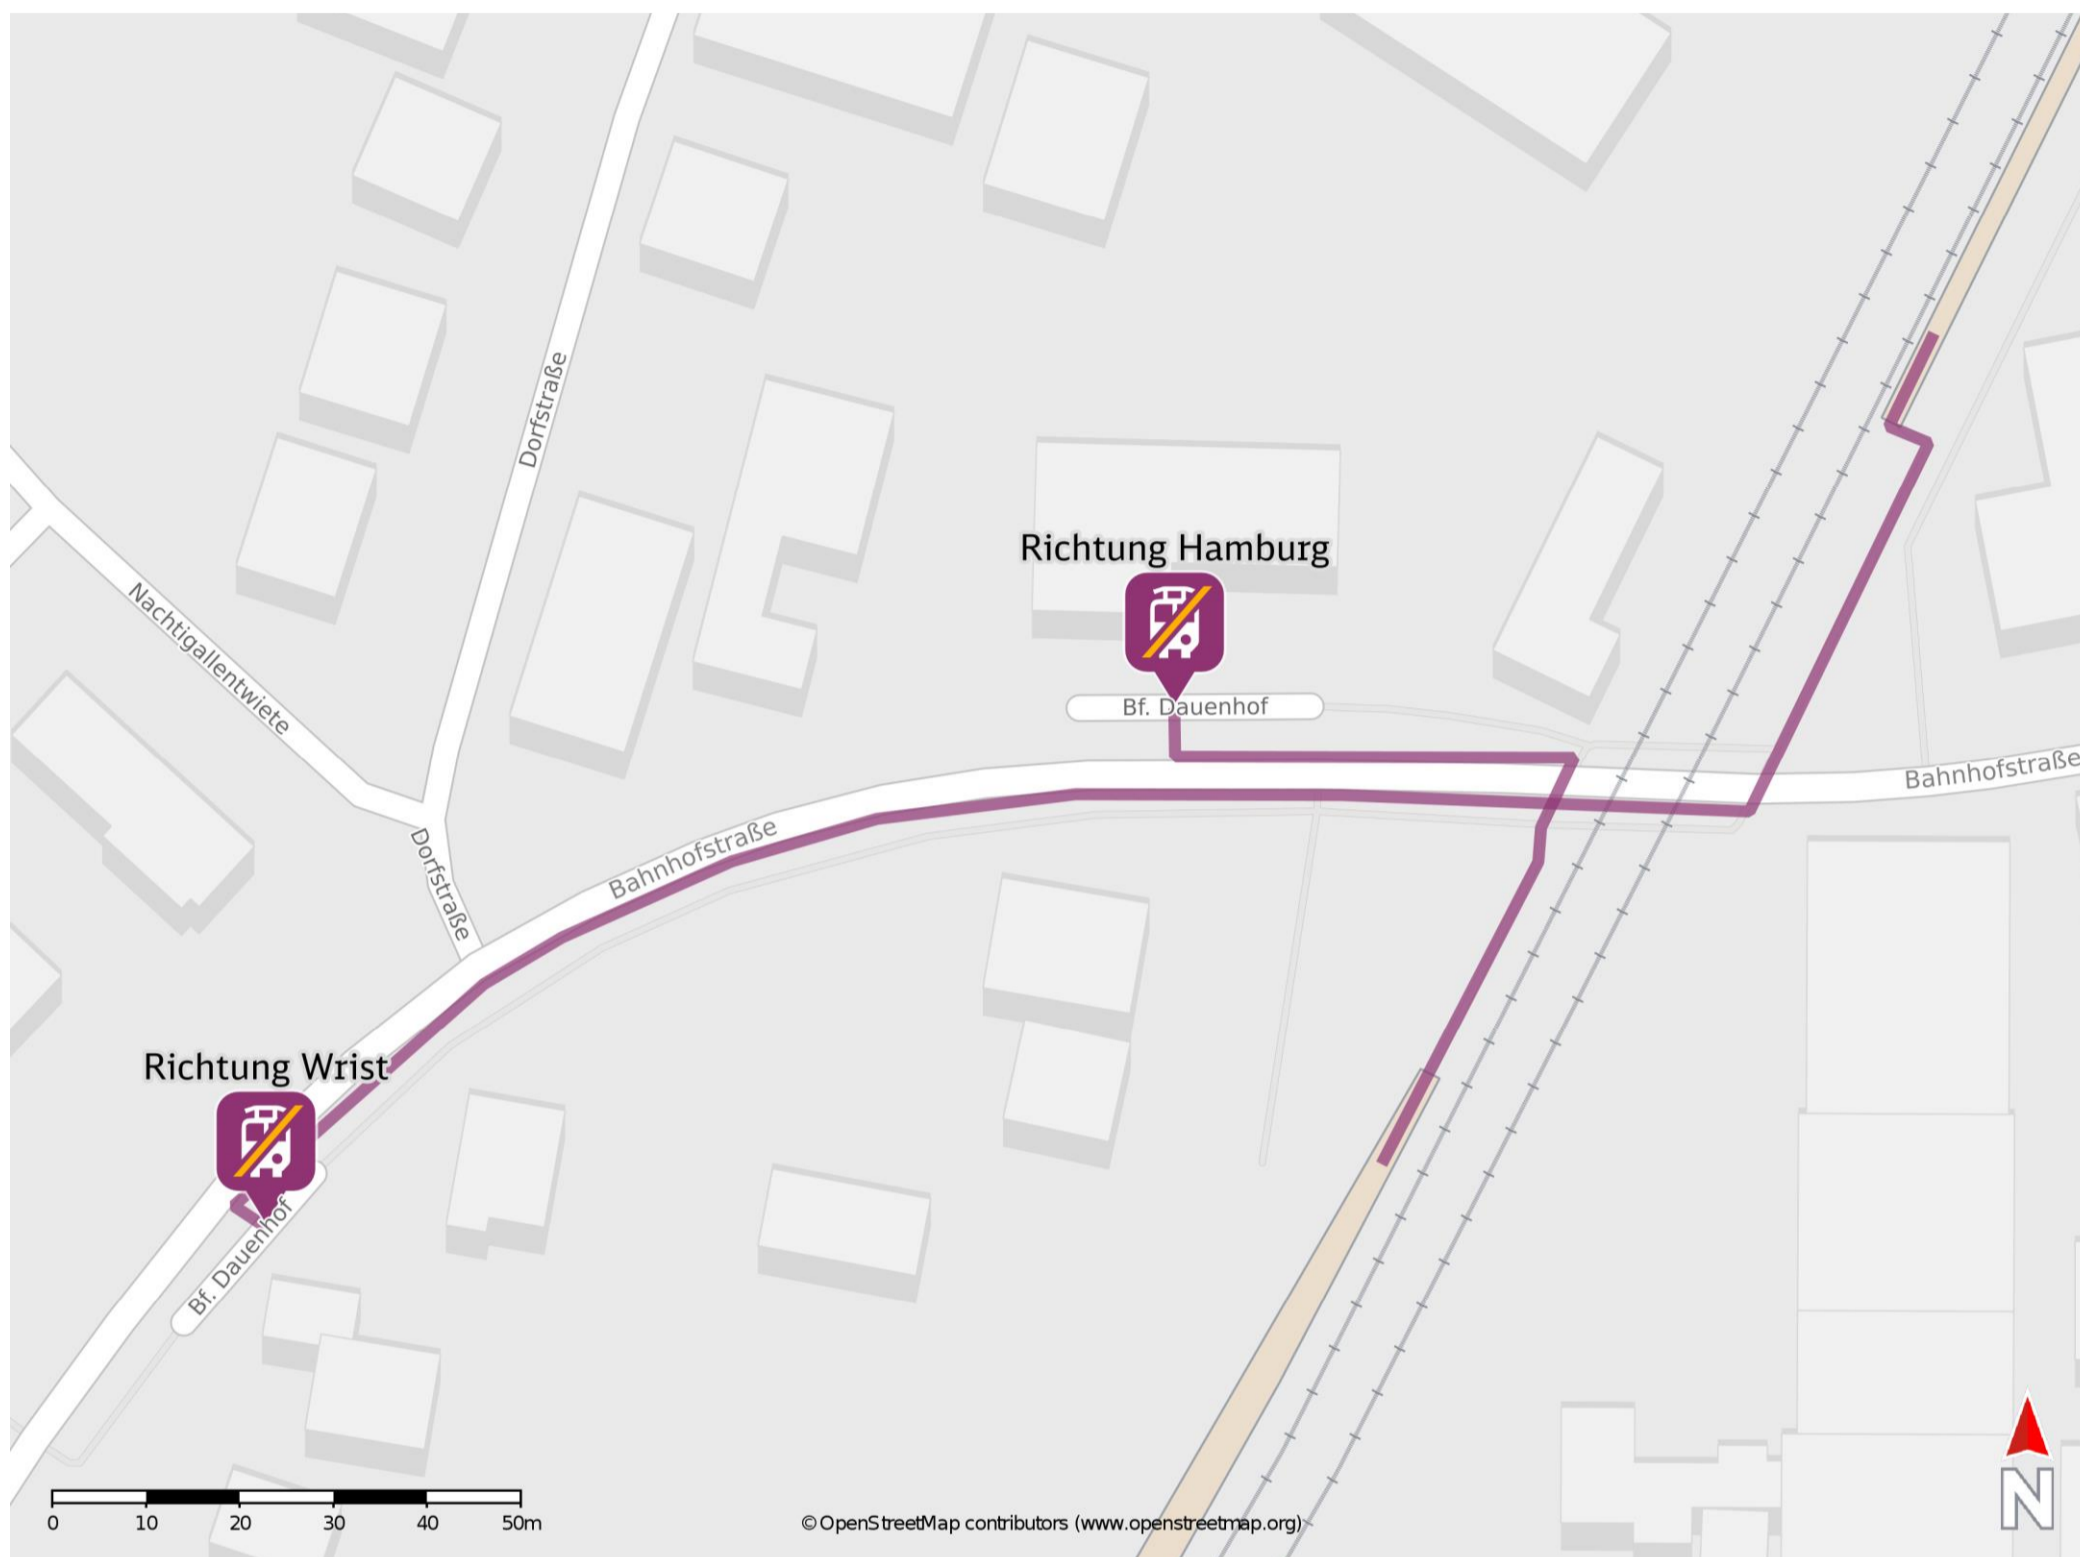 Dorfstraße
Richtung Hamburg
Nachtigallentwiete
Bf. Dauenhof
Bahnhofstraße
Bahnhofstraße
Dorfstraße
Richtung Wrist
Bf. Dauenhof
0 10 20 30 40 50m
©OpenStreetMap contributors (www.openstreetmap.org)
N